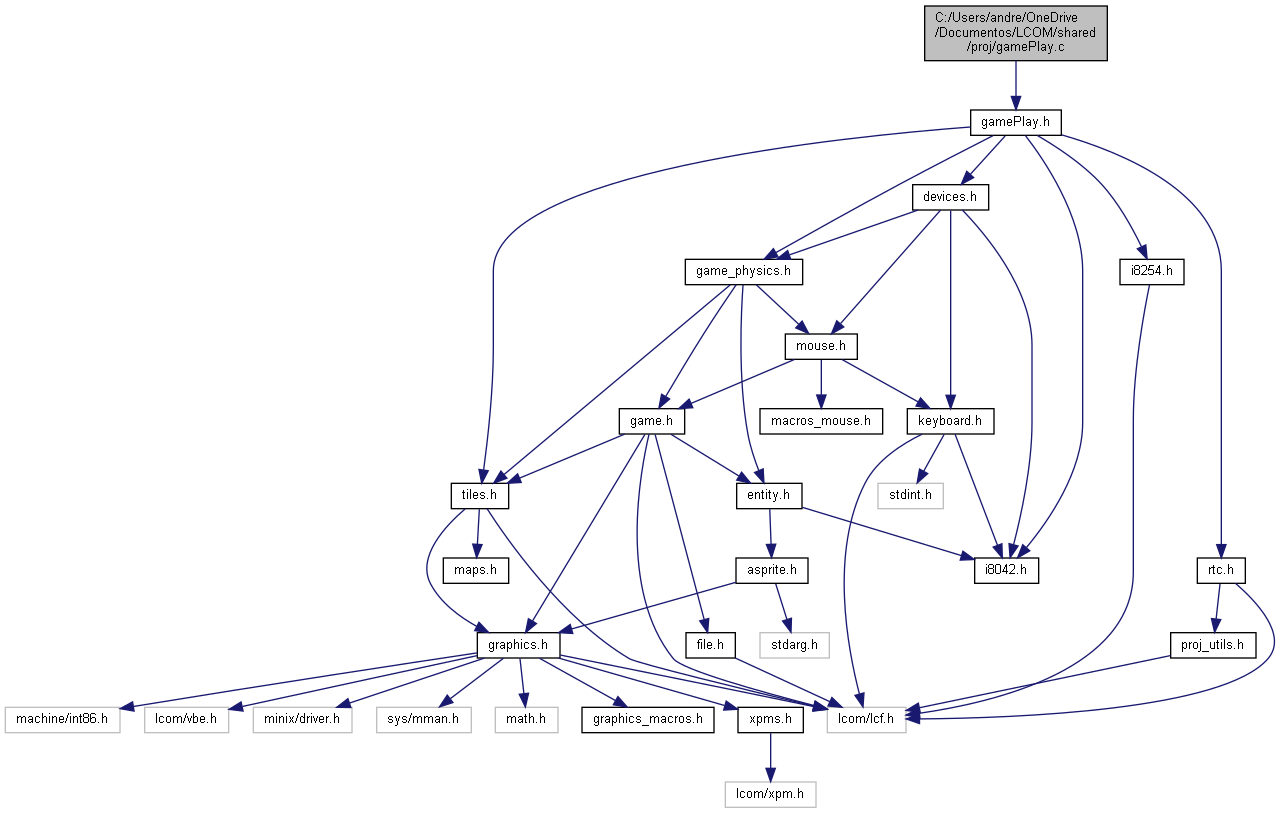 C:/Users/andre/OneDrive
/Documentos/LCOM/shared
/proj/gamePlay.c
gamePlay.h
devices.h
game_physics.h
i8254.h
mouse.h
game.h
macros_mouse.h
keyboard.h
tiles.h
entity.h
stdint.h
maps.h
asprite.h
i8042.h
rtc.h
graphics.h
file.h
stdarg.h
proj_utils.h
machine/int86.h
lcom/vbe.h
minix/driver.h
sys/mman.h
math.h
graphics_macros.h
xpms.h
lcom/lcf.h
lcom/xpm.h